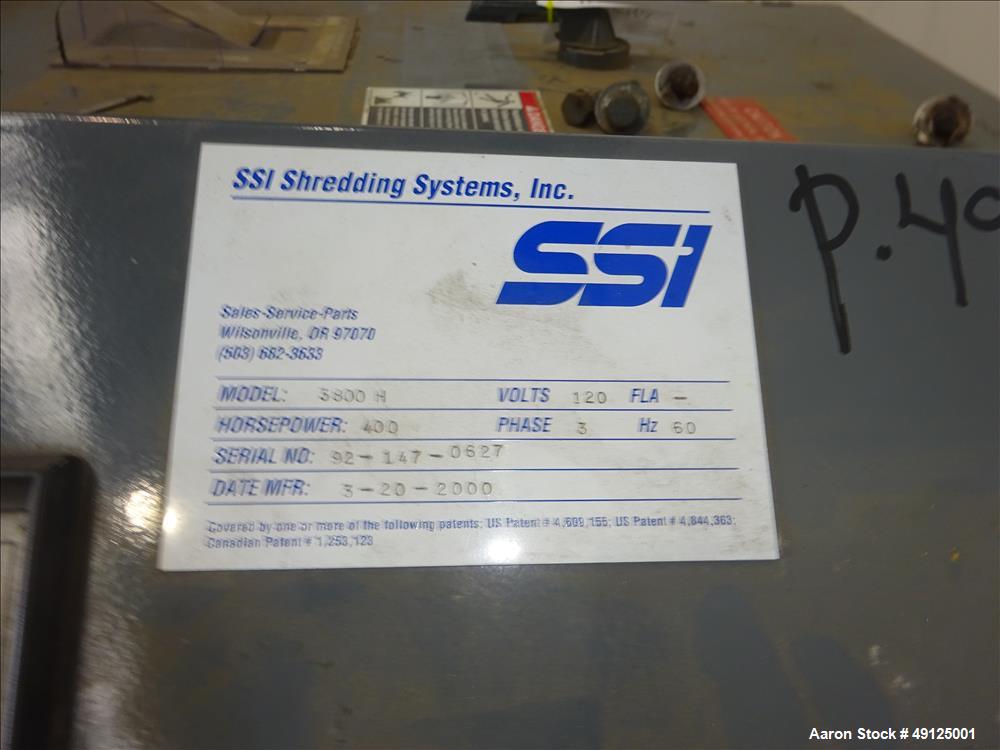 SSI Shredding Systems, Inc.
SSI
Sales-Service-Parts
Wilsonville, OR 97070
(503) 682-3633
MODEL: 3800 H VOLTS 120 FLA -
HORSEPOWER: 400 PHASE 3 Hz 60
SERIAL NO: 92-147-0627
DATE MFR: 3-20-2000
Covered by one or more of the following patents: US Patent # 4,609,155; US Patent # 4,844,363;
Canadian Patent # 1,253,123
P.40
Aaron Stock # 49125001